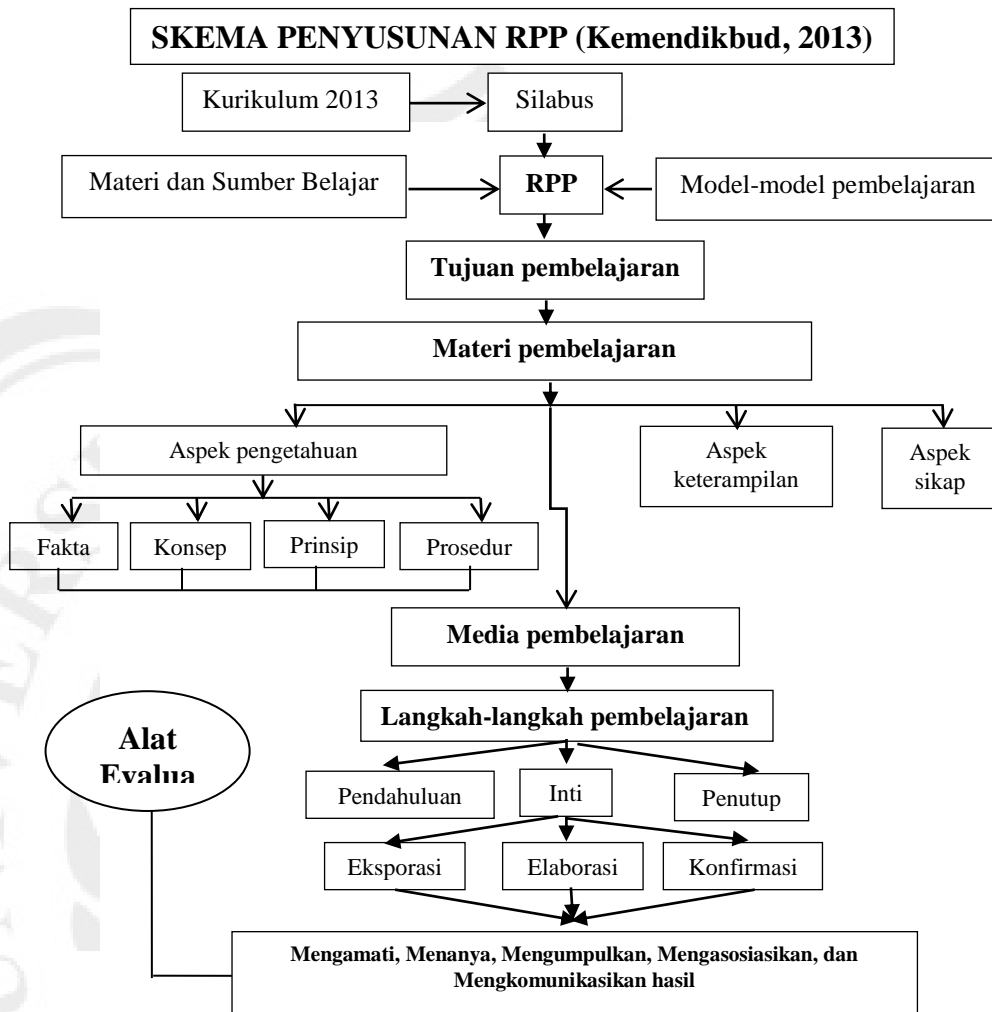 SKEMA PENYUSUNAN RPP (Kemendikbud, 2013)
Kurikulum 2013
Silabus
Materi dan Sumber Belajar
RPP
Model-model pembelajaran
Tujuan pembelajaran
Materi pembelajaran
Aspek pengetahuan
Aspek
keterampilan
Aspek
sikap
Fakta
Konsep
Prinsip
Prosedur
Media pembelajaran
Langkah-langkah pembelajaran
Alat
Evalua
Pendahuluan
Inti
Penutup
Eksporasi
Elaborasi
Konfirmasi
Mengamati, Menanya, Mengumpulkan, Mengasosiasikan, dan
Mengkomunikasikan hasil